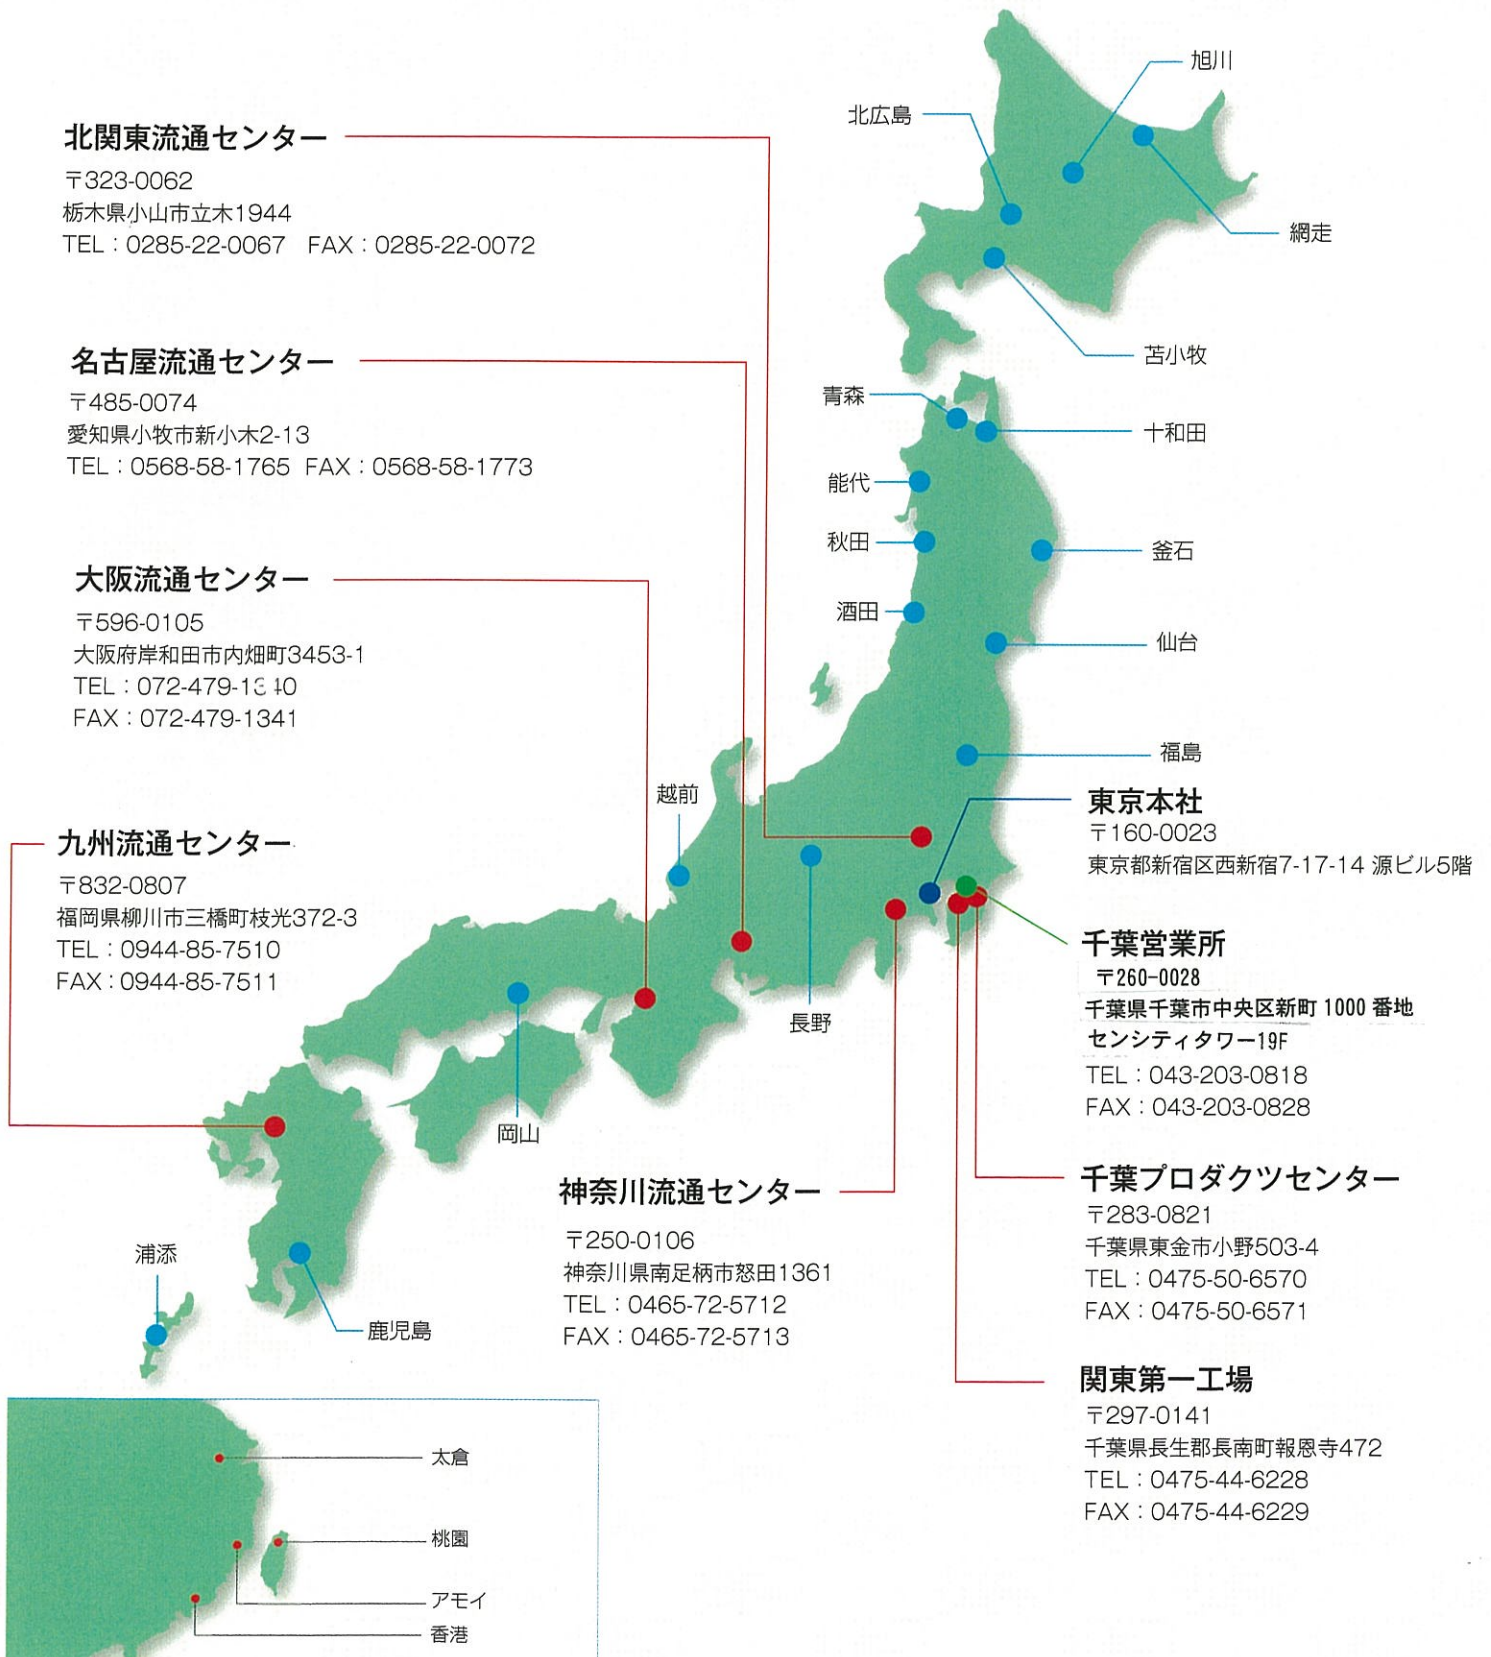 旭川
北広島
網走
苫小牧
青森
十和田
能代
秋田
釜石
酒田
仙台
福島
北関東流通センター
〒323-0062
栃木県小山市立木1944
TEL：0285-22-0067 FAX：0285-22-0072
名古屋流通センター
〒485-0074
愛知県小牧市新小木2-13
TEL：0568-58-1765 FAX：0568-58-1773
大阪流通センター
〒596-0105
大阪府岸和田市内畑町3453-1
TEL：072-479-1340
FAX：072-479-1341
越前
九州流通センター
〒832-0807
福岡県柳川市三橋町枝光372-3
TEL：0944-85-7510
FAX：0944-85-7511
東京本社
〒160-0023
東京都新宿区西新宿7-17-14 源ビル5階
千葉営業所
〒260-0028
千葉県千葉市中央区新町 1000 番地
センシティタワー19F
TEL：043-203-0818
FAX：043-203-0828
長野
岡山
神奈川流通センター
〒250-0106
神奈川県南足柄市怒田1361
TEL：0465-72-5712
FAX：0465-72-5713
千葉プロダクツセンター
〒283-0821
千葉県東金市小野503-4
TEL：0475-50-6570
FAX：0475-50-6571
浦添
鹿児島
関東第一工場
〒297-0141
千葉県長生郡長南町報恩寺472
TEL：0475-44-6228
FAX：0475-44-6229
太倉
桃園
アモイ
香港